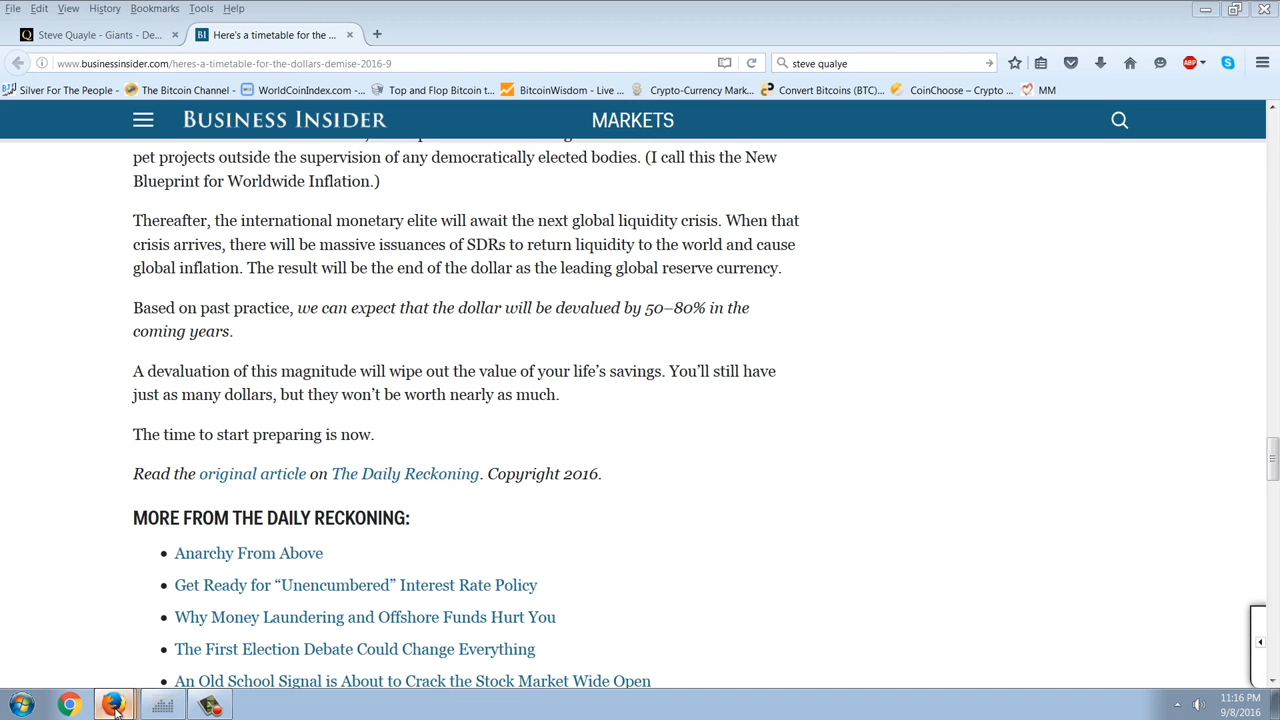 File Edit View History Bookmarks Tools Help
Q Steve Quayle - Giants - De... × BI Here's a timetable for the ... × +
www.businessinsider.com/heres-a-timetable-for-the-dollars-demise-2016-9 steve qualye ABP
Silver For The People - The Bitcoin Channel - WorldCoinIndex.com -... Top and Flop Bitcoin t... BitcoinWisdom - Live ... Crypto-Currency Mark... Convert Bitcoins (BTC)... CoinChoose – Crypto ... MM
BUSINESS INSIDER MARKETS
pet projects outside the supervision of any democratically elected bodies. (I call this the New
Blueprint for Worldwide Inflation.)
Thereafter, the international monetary elite will await the next global liquidity crisis. When that
crisis arrives, there will be massive issuances of SDRs to return liquidity to the world and cause
global inflation. The result will be the end of the dollar as the leading global reserve currency.
Based on past practice, we can expect that the dollar will be devalued by 50–80% in the
coming years.
A devaluation of this magnitude will wipe out the value of your life's savings. You'll still have
just as many dollars, but they won't be worth nearly as much.
The time to start preparing is now.
Read the original article on The Daily Reckoning. Copyright 2016.
MORE FROM THE DAILY RECKONING:
• Anarchy From Above
• Get Ready for “Unencumbered” Interest Rate Policy
• Why Money Laundering and Offshore Funds Hurt You
• The First Election Debate Could Change Everything
• An Old School Signal is About to Crack the Stock Market Wide Open
11:16 PM
9/8/2016